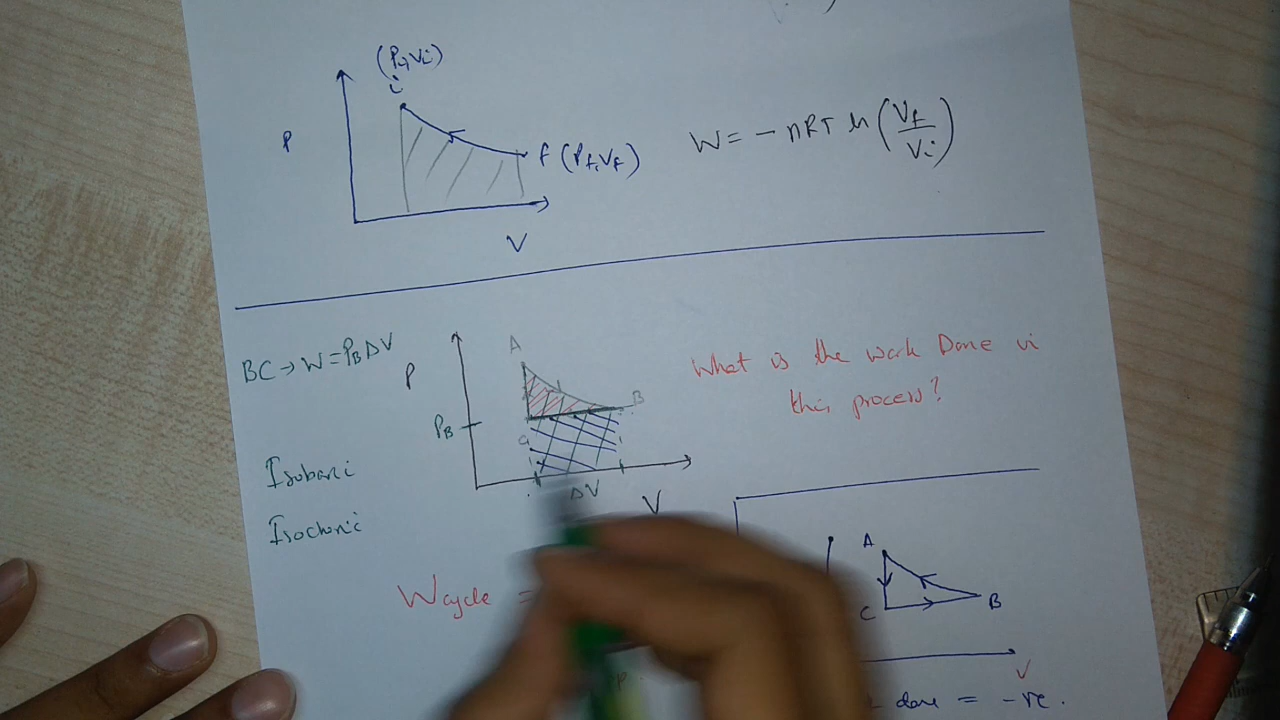 (Pi,Vi)
i
P
f (Pf,Vf)
V
W = - nRT ln (Vf/Vi)
BC → W = PB ΔV
P
A
B
PB
ΔV
V
What is the work Done in
this process?
Isobaric
Isochoric
Wcycle =
A
C
B
V
done = -ve.